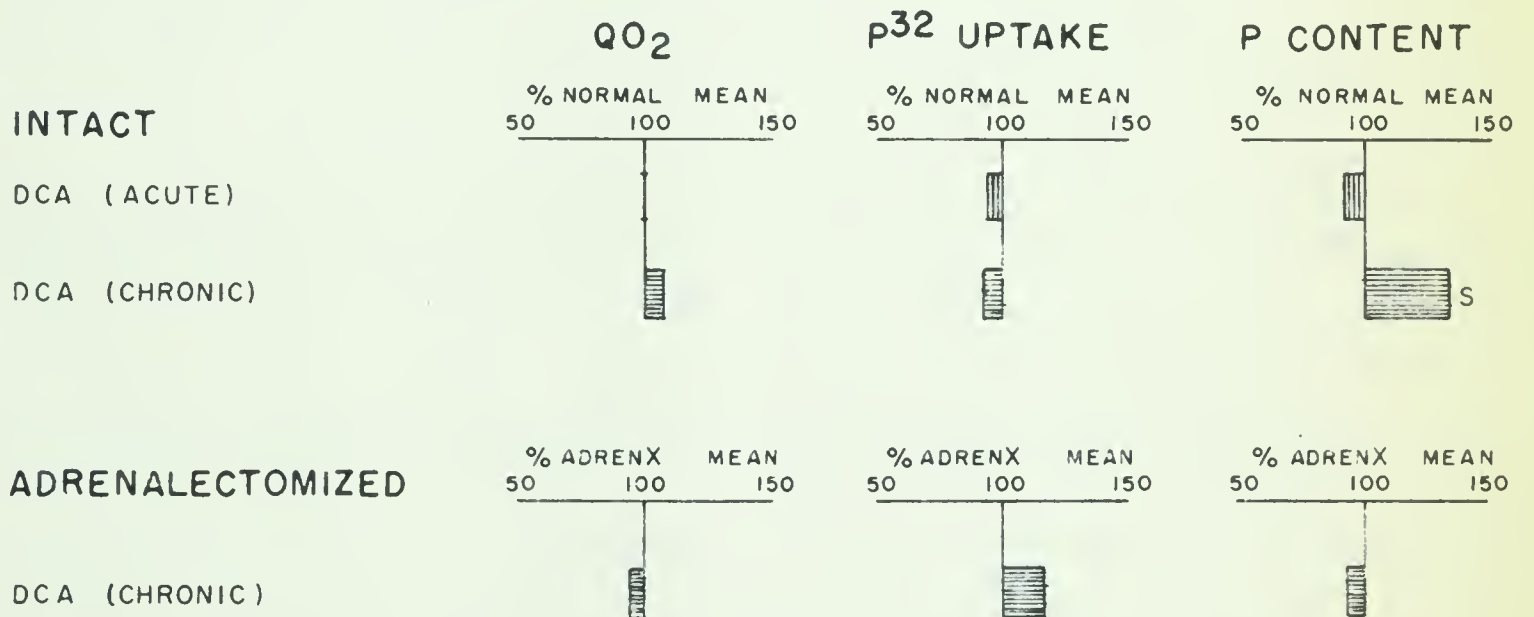 QO2 P32 UPTAKE P CONTENT
% NORMAL MEAN % NORMAL MEAN % NORMAL MEAN
INTACT 50 100 150 50 100 150 50 100 150
DCA (ACUTE)
DCA (CHRONIC) S
% ADRENX MEAN % ADRENX MEAN % ADRENX MEAN
ADRENALECTOMIZED 50 100 150 50 100 150 50 100 150
DCA (CHRONIC)